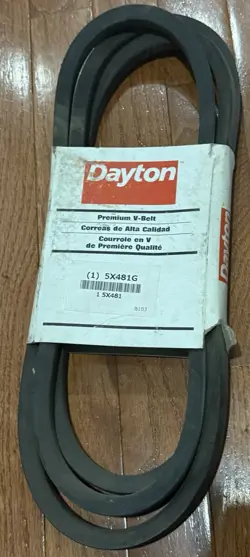 Dayton
Premium V-Belt
Correas de Alta Calidad
Courroie en V
de Première Qualité
(1) 5X481G
1 5X481